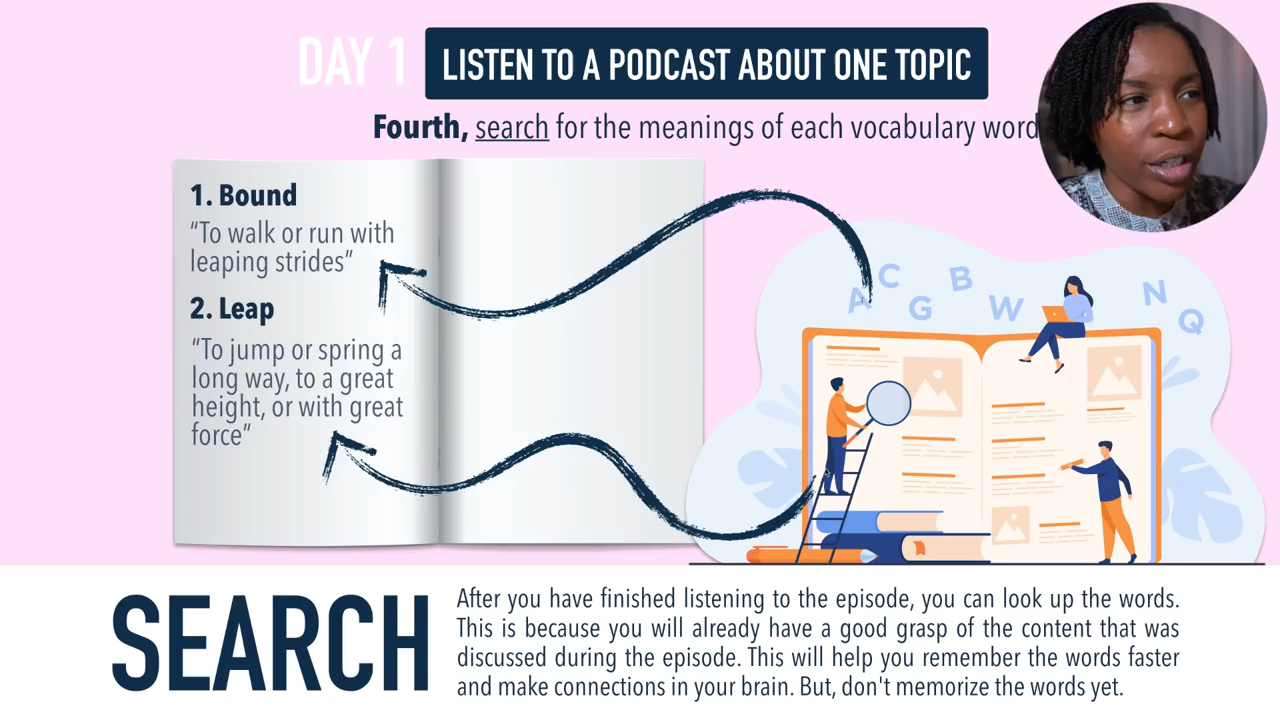 DAY 1 LISTEN TO A PODCAST ABOUT ONE TOPIC
Fourth, search for the meanings of each vocabulary word
1. Bound
“To walk or run with
leaping strides”
2. Leap
“To jump or spring a
long way, to a great
height, or with great
force”
A C G B W N Q
SEARCH
After you have finished listening to the episode, you can look up the words.
This is because you will already have a good grasp of the content that was
discussed during the episode. This will help you remember the words faster
and make connections in your brain. But, don't memorize the words yet.